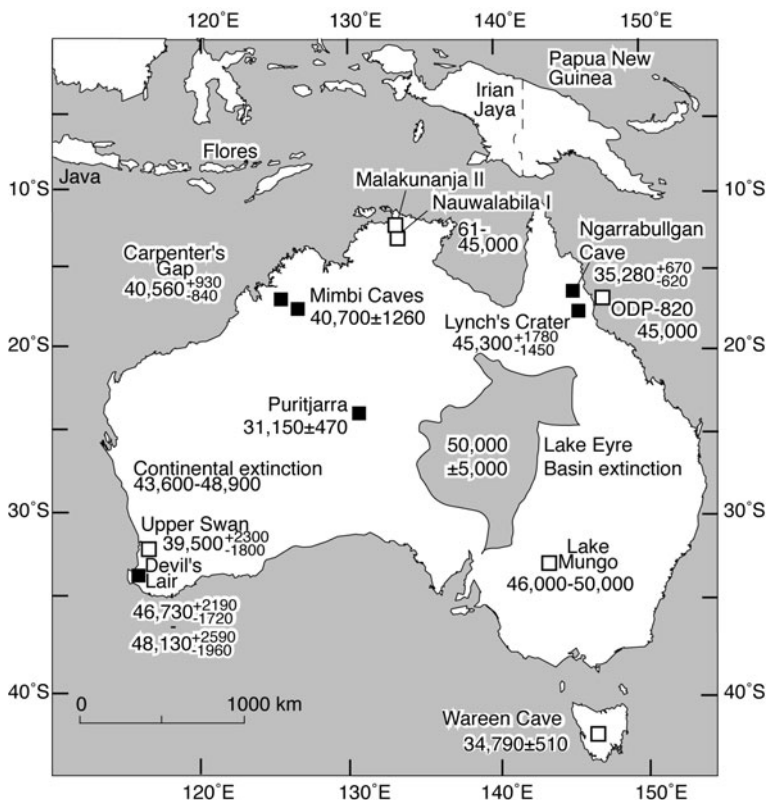 120°E
130°E
140°E
150°E
Papua New
Guinea
Irian
Jaya
Flores
Java
10°S
Malakunanja II
Nauwalabila I
61-
45,000
Ngarrabullgan
Cave
35,280 +670
-620
Carpenter's
Gap
40,560 +930
-840
Mimbi Caves
40,700±1260
ODP-820
45,000
Lynch's Crater
45,300 +1780
-1450
20°S
Puritjarra
31,150±470
50,000
±5,000
Lake Eyre
Basin extinction
Continental extinction
43,600-48,900
30°S
Upper Swan
39,500 +2300
-1800
Devil's
Lair
46,730 +2190
-1720
-
48,130 +2590
-1960
Lake
Mungo
46,000-50,000
40°S
0 1000 km
Wareen Cave
34,790±510
120°E
130°E
140°E
150°E